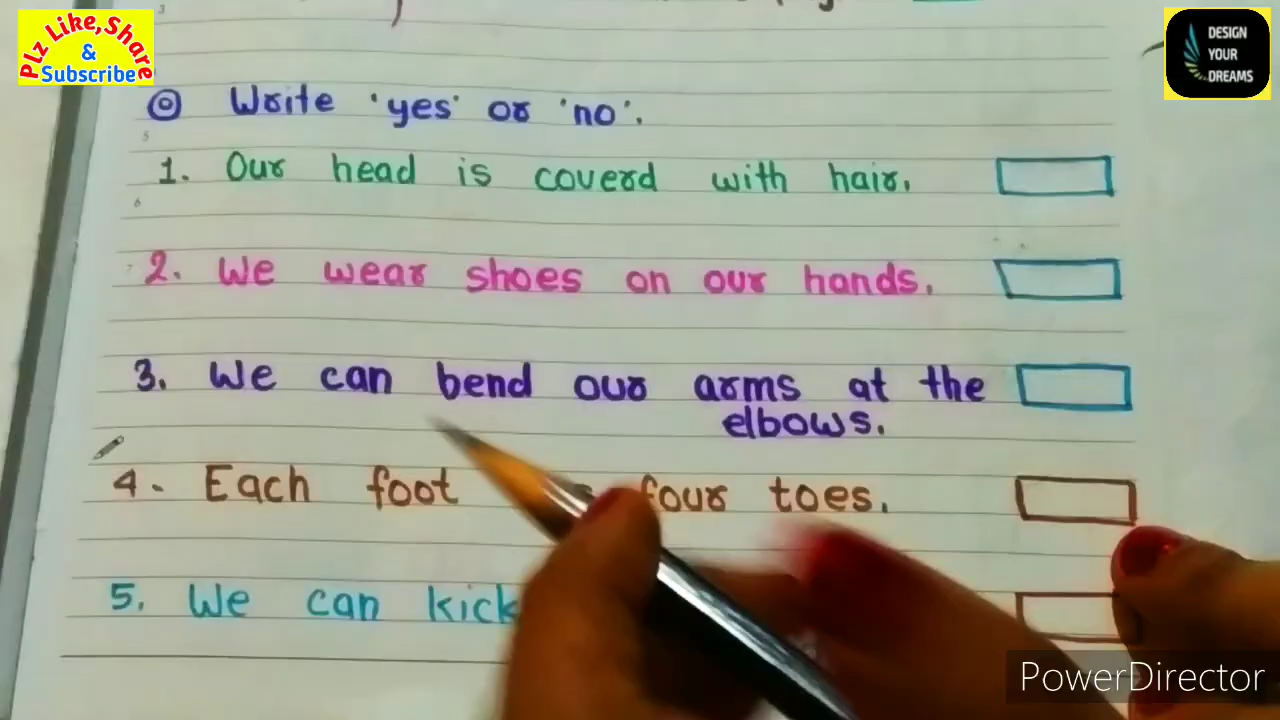 Plz Like, Share
&
Subscribe
DESIGN
YOUR
DREAMS
Write 'yes' or 'no'.
1. Our head is coverd with hair.
2. We wear shoes on our hands.
3. We can bend our arms at the
elbows.
4. Each foot four toes.
5. We can kick
PowerDirector